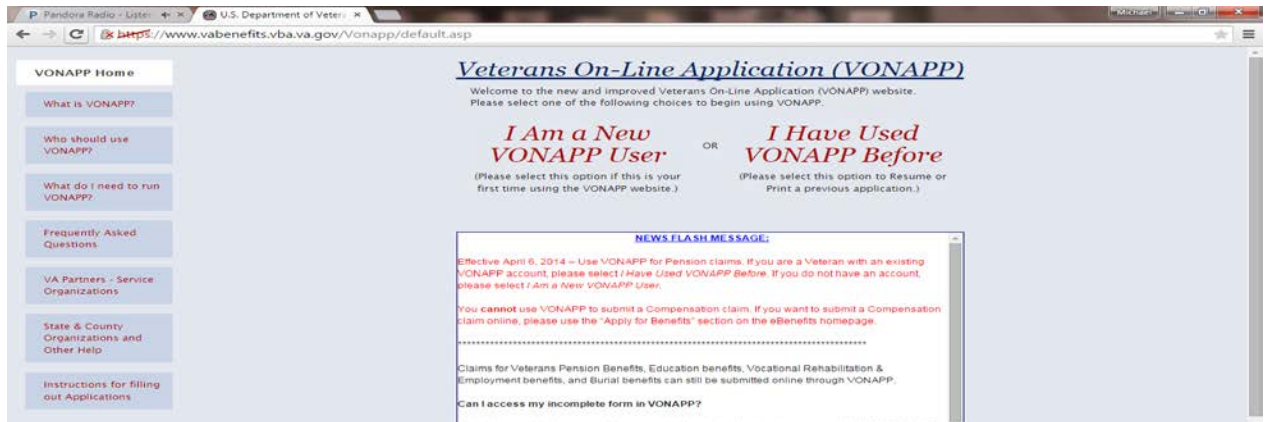 Pandora Radio - Liste
U.S. Department of Veter
Michael
https://www.vabenefits.vba.va.gov/Vonapp/default.asp
VONAPP Home
What is VONAPP?
Who should use
VONAPP?
What do I need to run
VONAPP?
Frequently Asked
Questions
VA Partners - Service
Organizations
State & County
Organizations and
Other Help
Instructions for filling
out Applications
Veterans On-Line Application (VONAPP)
Welcome to the new and improved Veterans On-Line Application (VONAPP) website.
Please select one of the following choices to begin using VONAPP.
I Am a New
VONAPP User
(Please select this option if this is your
first time using the VONAPP website.)
OR
I Have Used
VONAPP Before
(Please select this option to Resume or
Print a previous application.)
NEWS FLASH MESSAGE:
Effective April 6, 2014 – Use VONAPP for Pension claims. If you are a Veteran with an existing
VONAPP account, please select I Have Used VONAPP Before. If you do not have an account,
please select I Am a New VONAPP User.
You cannot use VONAPP to submit a Compensation claim. If you want to submit a Compensation
claim online, please use the "Apply for Benefits" section on the eBenefits homepage.
Claims for Veterans Pension Benefits, Education benefits, Vocational Rehabilitation &
Employment benefits, and Burial benefits can still be submitted online through VONAPP.
Can I access my incomplete form in VONAPP?